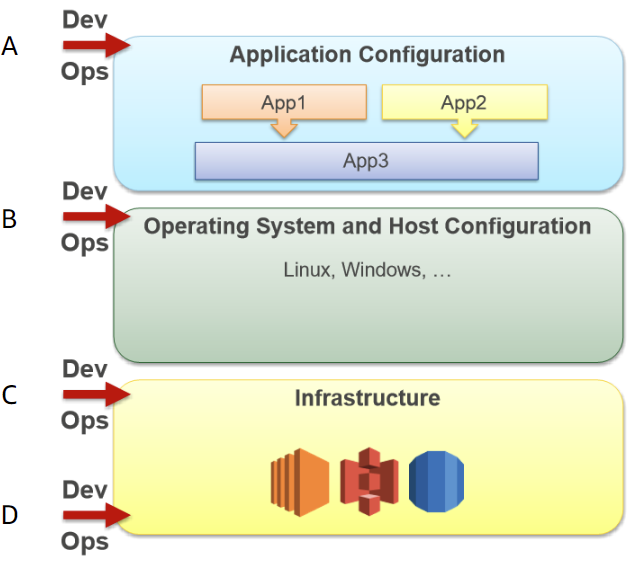 Dev
A
Ops
Application Configuration
App1
App2
App3
Dev
B
Ops
Operating System and Host Configuration
Linux, Windows, …
Dev
C
Ops
Infrastructure
Dev
D
Ops